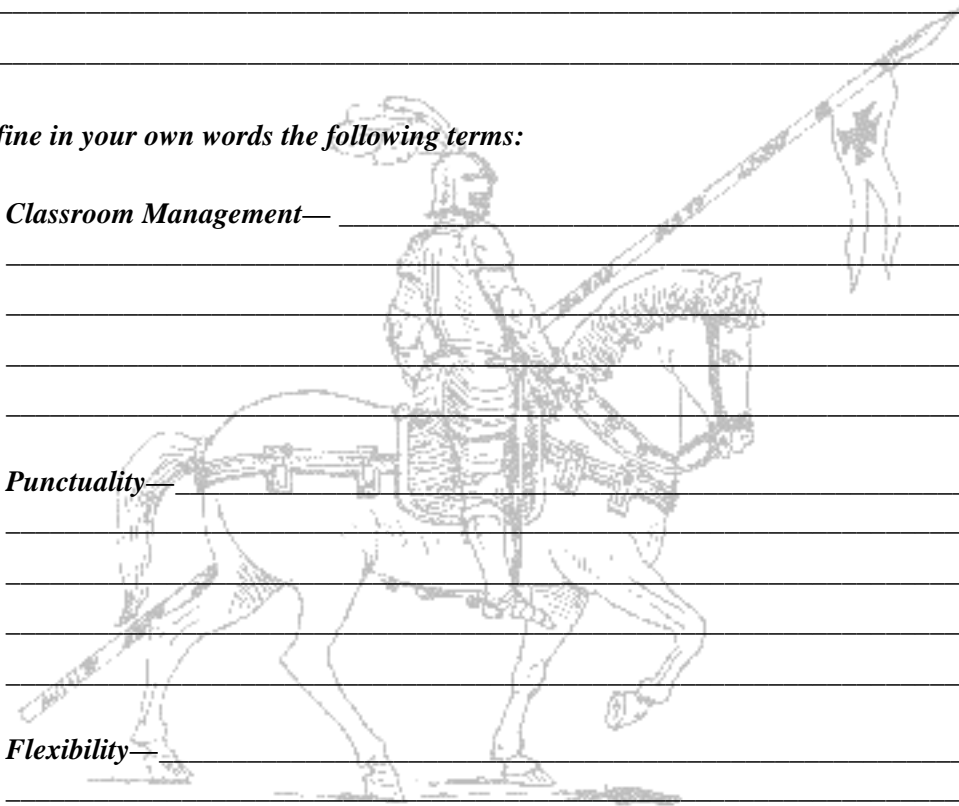 fine in your own words the following terms:
Classroom Management—
Punctuality—
Flexibility—